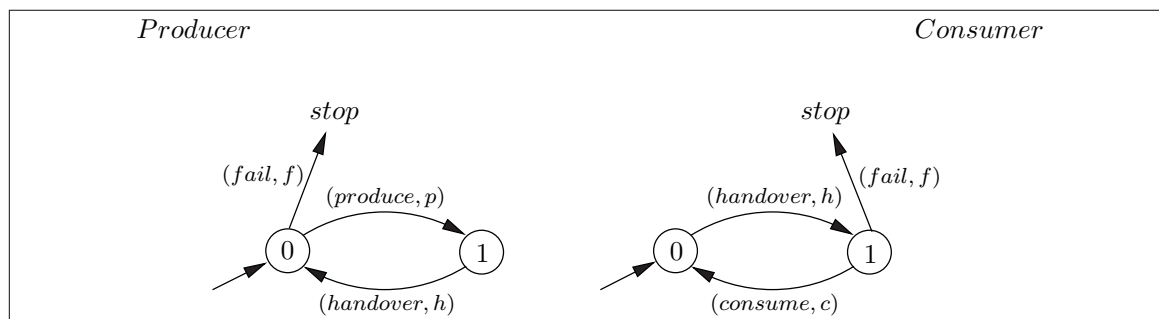 Producer Consumer
stop stop
(fail, f) (fail, f)
(produce, p) (handover, h)
0 1 0 1
(handover, h) (consume, c)